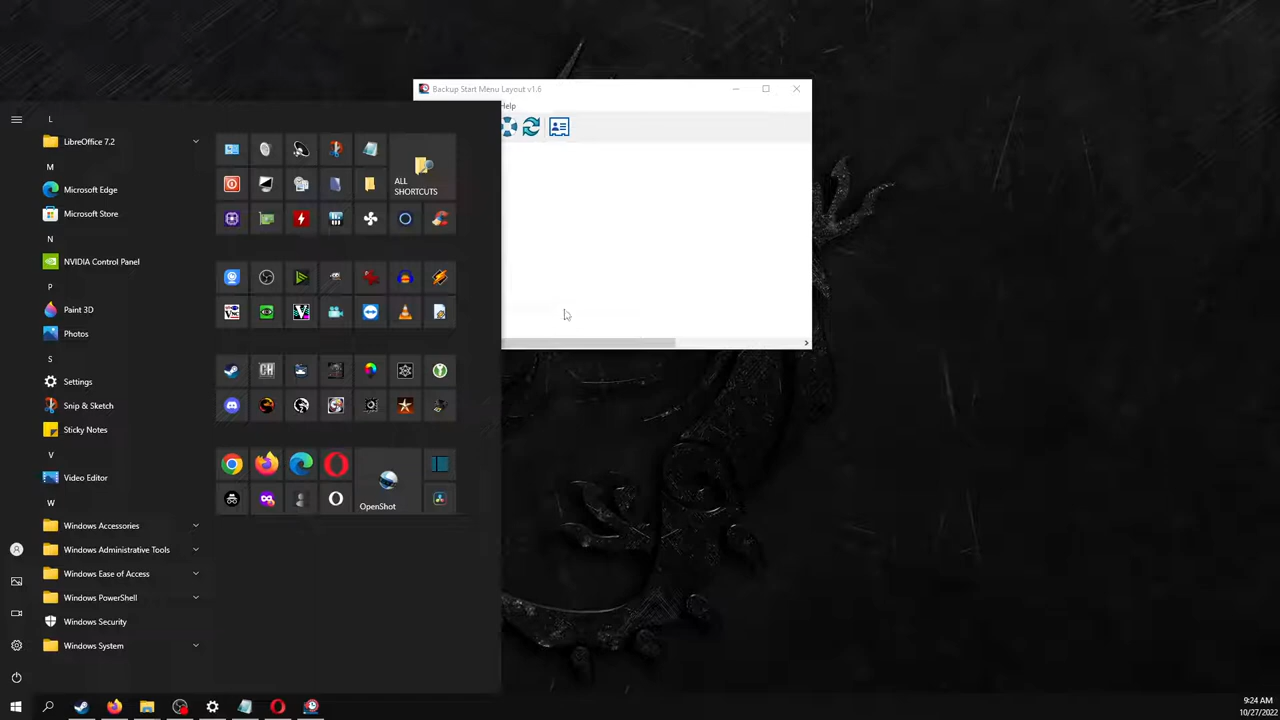 Backup Start Menu Layout v1.6
Help
L
LibreOffice 7.2
M
Microsoft Edge
Microsoft Store
N
NVIDIA Control Panel
P
Paint 3D
Photos
S
Settings
Snip & Sketch
Sticky Notes
V
Video Editor
W
Windows Accessories
Windows Administrative Tools
Windows Ease of Access
Windows PowerShell
Windows Security
Windows System
ALL
SHORTCUTS
OpenShot
9:24 AM
10/27/2022